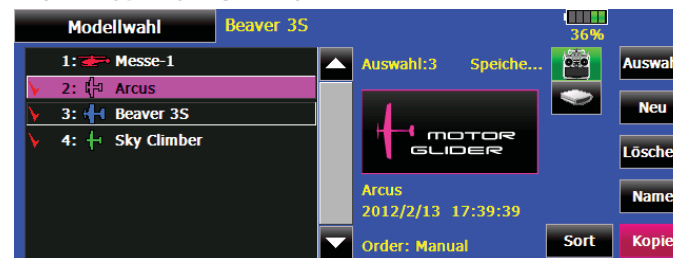 Modellwahl Beaver 3S 36%
1: Messe-1
2: Arcus
3: Beaver 3S
4: Sky Climber
Auswahl:3 Speiche...
MOTOR
GLIDER
Arcus
2012/2/13 17:39:39
Order: Manual
Sort
Auswahl
Neu
Lösche
Name
Kopie